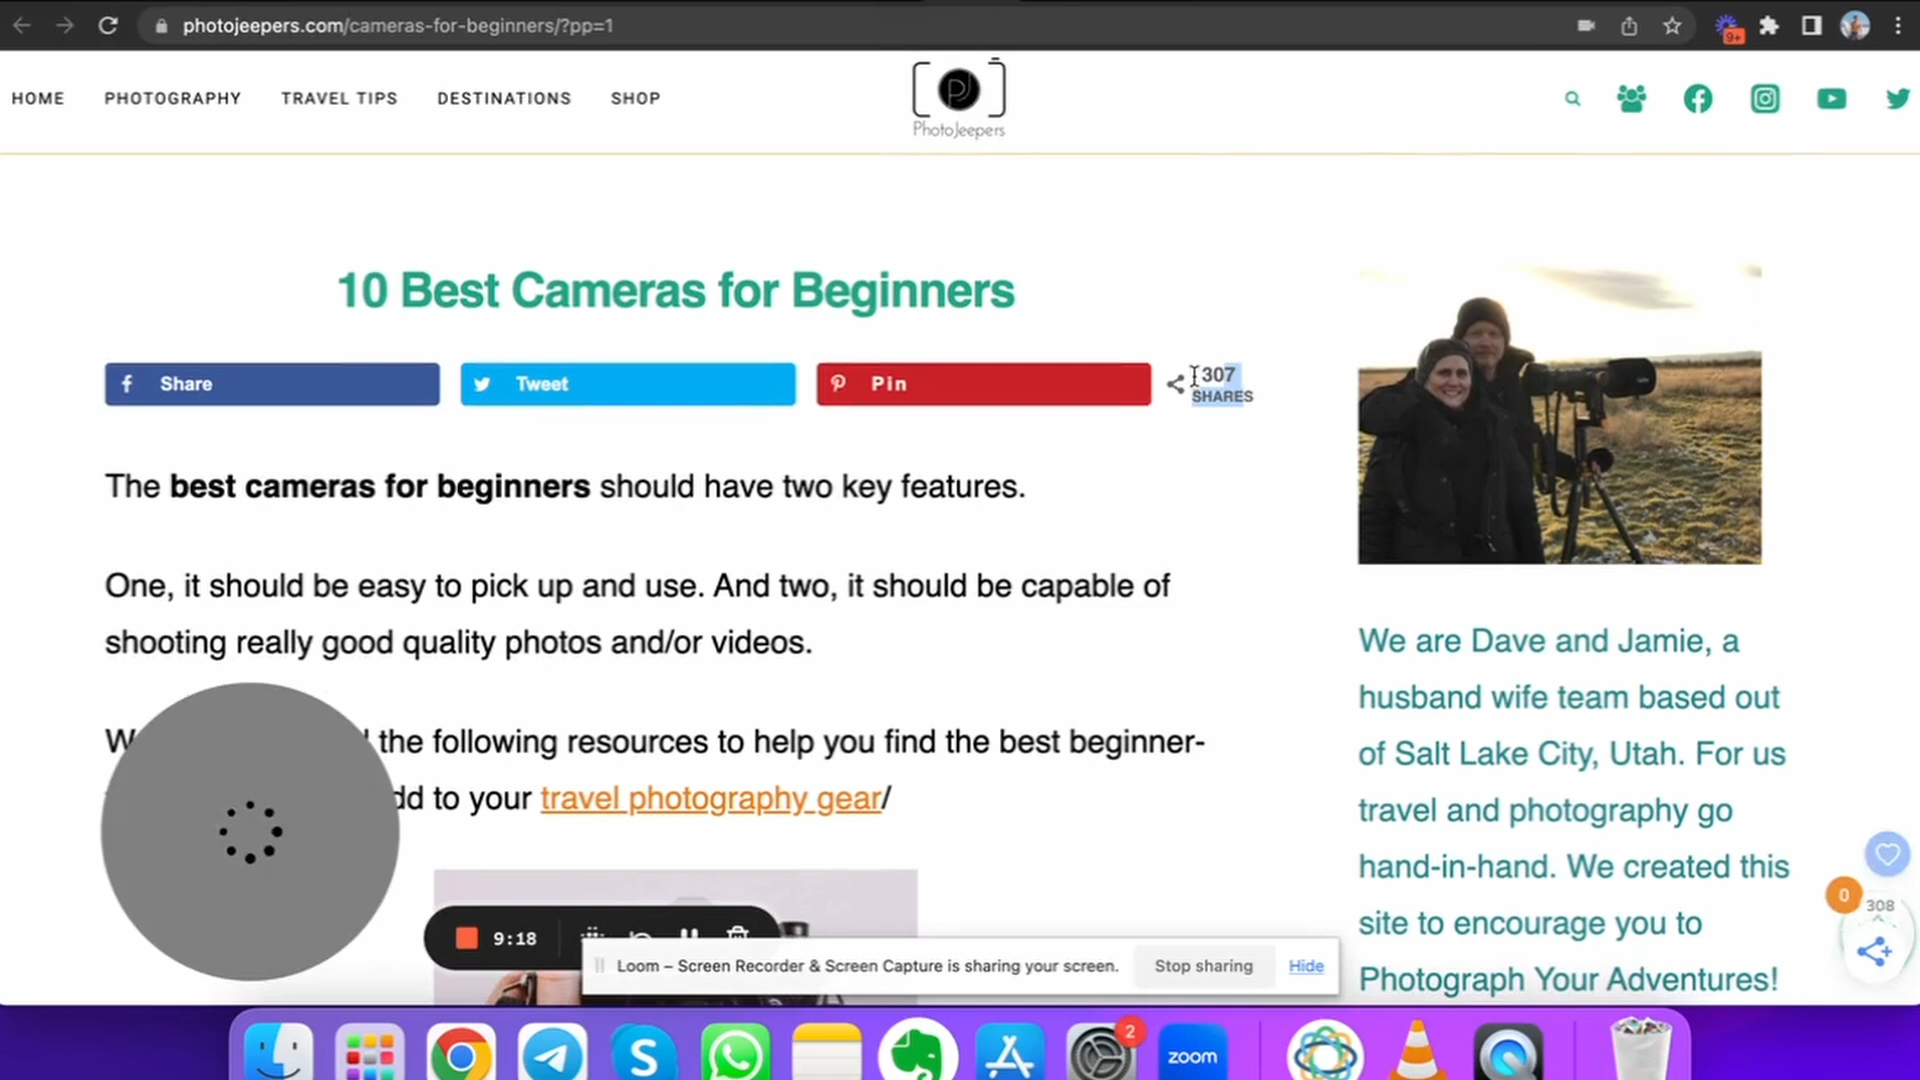 photojeepers.com/cameras-for-beginners/?pp=1
9+
HOME PHOTOGRAPHY TRAVEL TIPS DESTINATIONS SHOP
PJ
PhotoJeepers
10 Best Cameras for Beginners
Share Tweet Pin 307
SHARES
The best cameras for beginners should have two key features.
One, it should be easy to pick up and use. And two, it should be capable of
shooting really good quality photos and/or videos.
the following resources to help you find the best beginner-
to your travel photography gear/
We are Dave and Jamie, a
husband wife team based out
of Salt Lake City, Utah. For us
travel and photography go
hand-in-hand. We created this
site to encourage you to
Photograph Your Adventures!
0
308
9:18
Loom – Screen Recorder & Screen Capture is sharing your screen. Stop sharing Hide
2
zoom